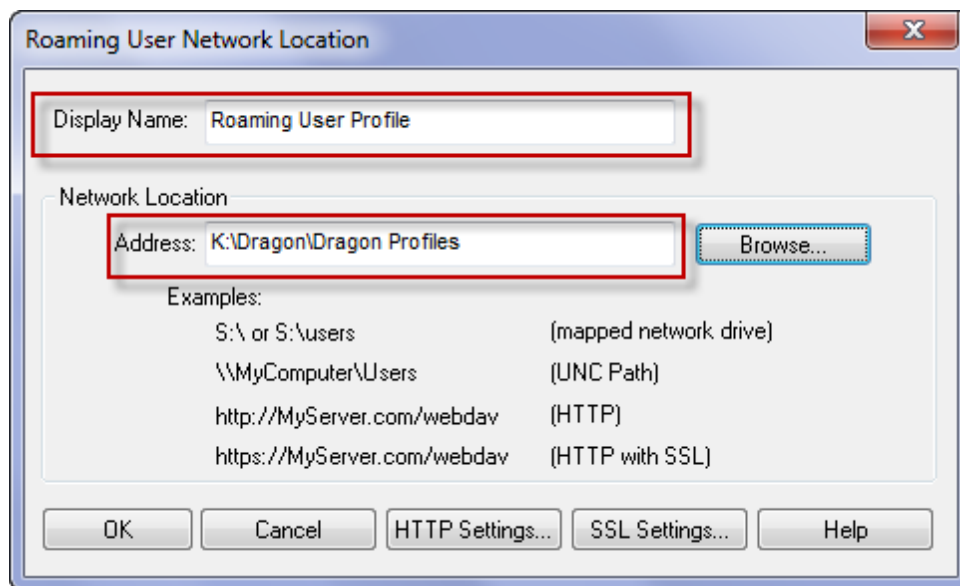 Roaming User Network Location
Display Name: Roaming User Profile
Network Location
Address: K:\Dragon\Dragon Profiles Browse...
Examples:
S:\ or S:\users (mapped network drive)
\\MyComputer\Users (UNC Path)
http://MyServer.com/webdav (HTTP)
https://MyServer.com/webdav (HTTP with SSL)
OK Cancel HTTP Settings... SSL Settings... Help